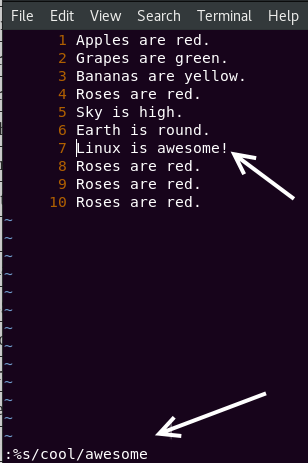 File Edit View Search Terminal Help
1 Apples are red.
2 Grapes are green.
3 Bananas are yellow.
4 Roses are red.
5 Sky is high.
6 Earth is round.
7 Linux is awesome!
8 Roses are red.
9 Roses are red.
10 Roses are red.
~
~
~
~
~
~
~
~
~
~
~
~
~
:%s/cool/awesome